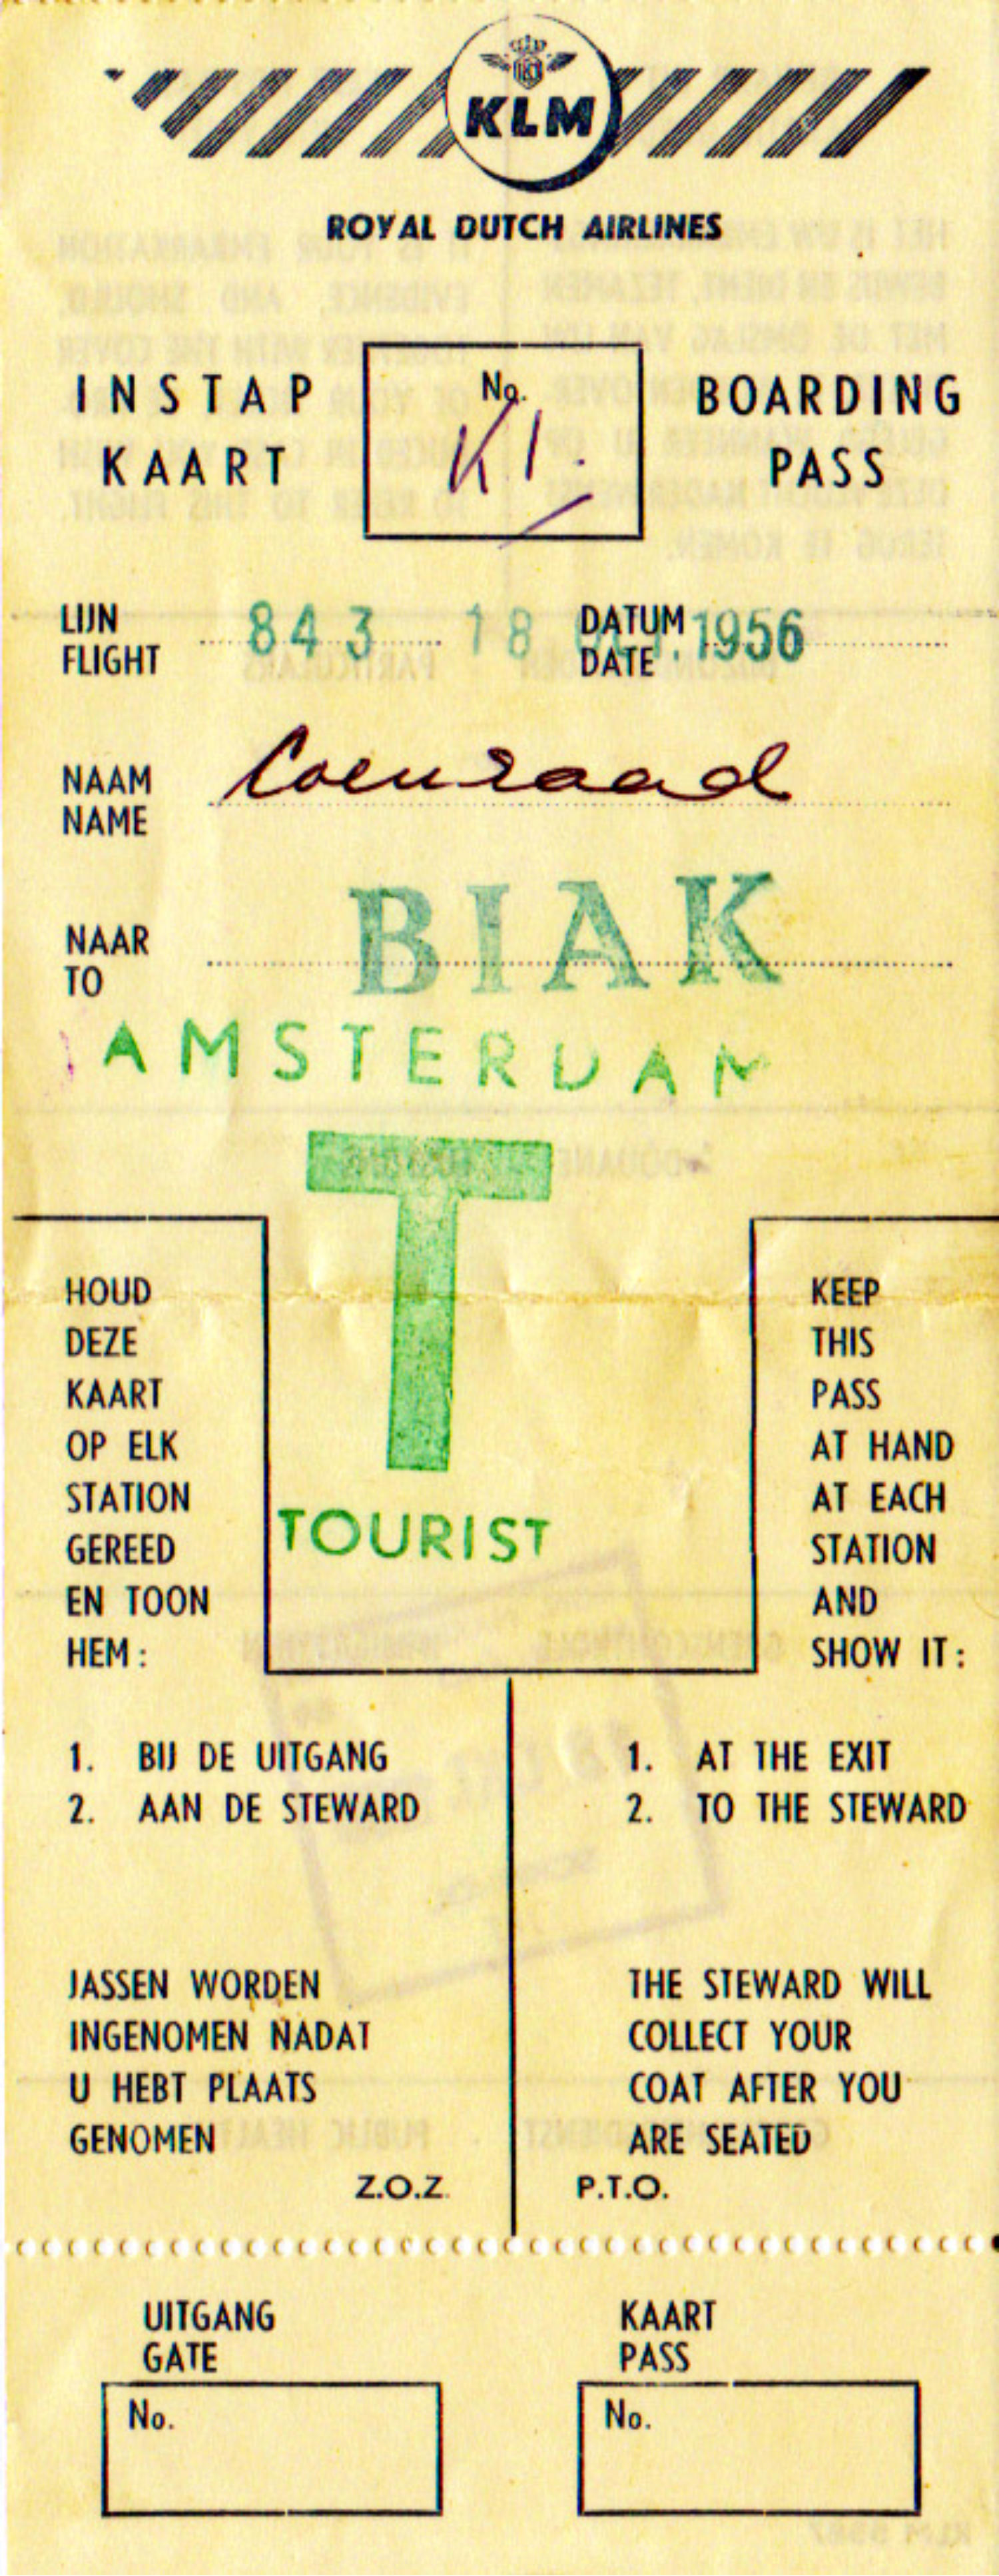 KLM
ROYAL DUTCH AIRLINES
INSTAP KAART
No. K1.
BOARDING PASS
LIJN
FLIGHT 843
DATUM
DATE 18 OCT. 1956
NAAM
NAME Coenraad
NAAR
TO BIAK
AMSTERDAM
T
TOURIST
HOUD
DEZE
KAART
OP ELK
STATION
GEREED
EN TOON
HEM:
KEEP
THIS
PASS
AT HAND
AT EACH
STATION
AND
SHOW IT:
1. BIJ DE UITGANG
2. AAN DE STEWARD
1. AT THE EXIT
2. TO THE STEWARD
JASSEN WORDEN
INGENOMEN NADAT
U HEBT PLAATS
GENOMEN
Z.O.Z.
THE STEWARD WILL
COLLECT YOUR
COAT AFTER YOU
ARE SEATED
P.T.O.
UITGANG
GATE
No.
KAART
PASS
No.